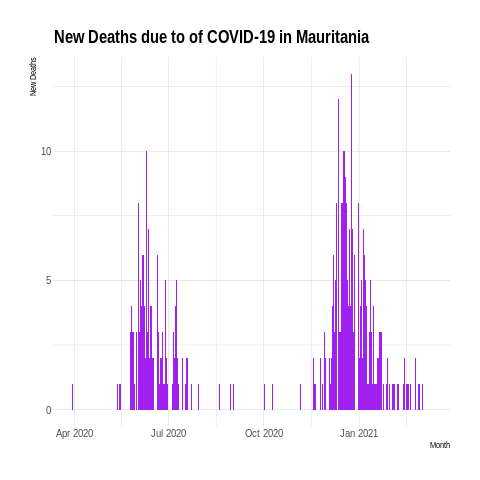 New Deaths due to of COVID-19 in Mauritania
New Deaths
10
5
0
Apr 2020 Jul 2020 Oct 2020 Jan 2021
Month